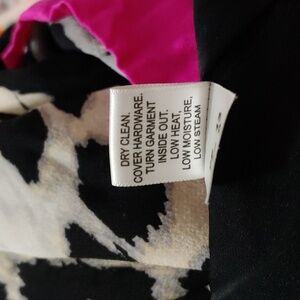 DRY CLEAN.
COVER HARDWARE.
TURN GARMENT
INSIDE OUT.
LOW HEAT,
LOW MOISTURE,
LOW STEAM